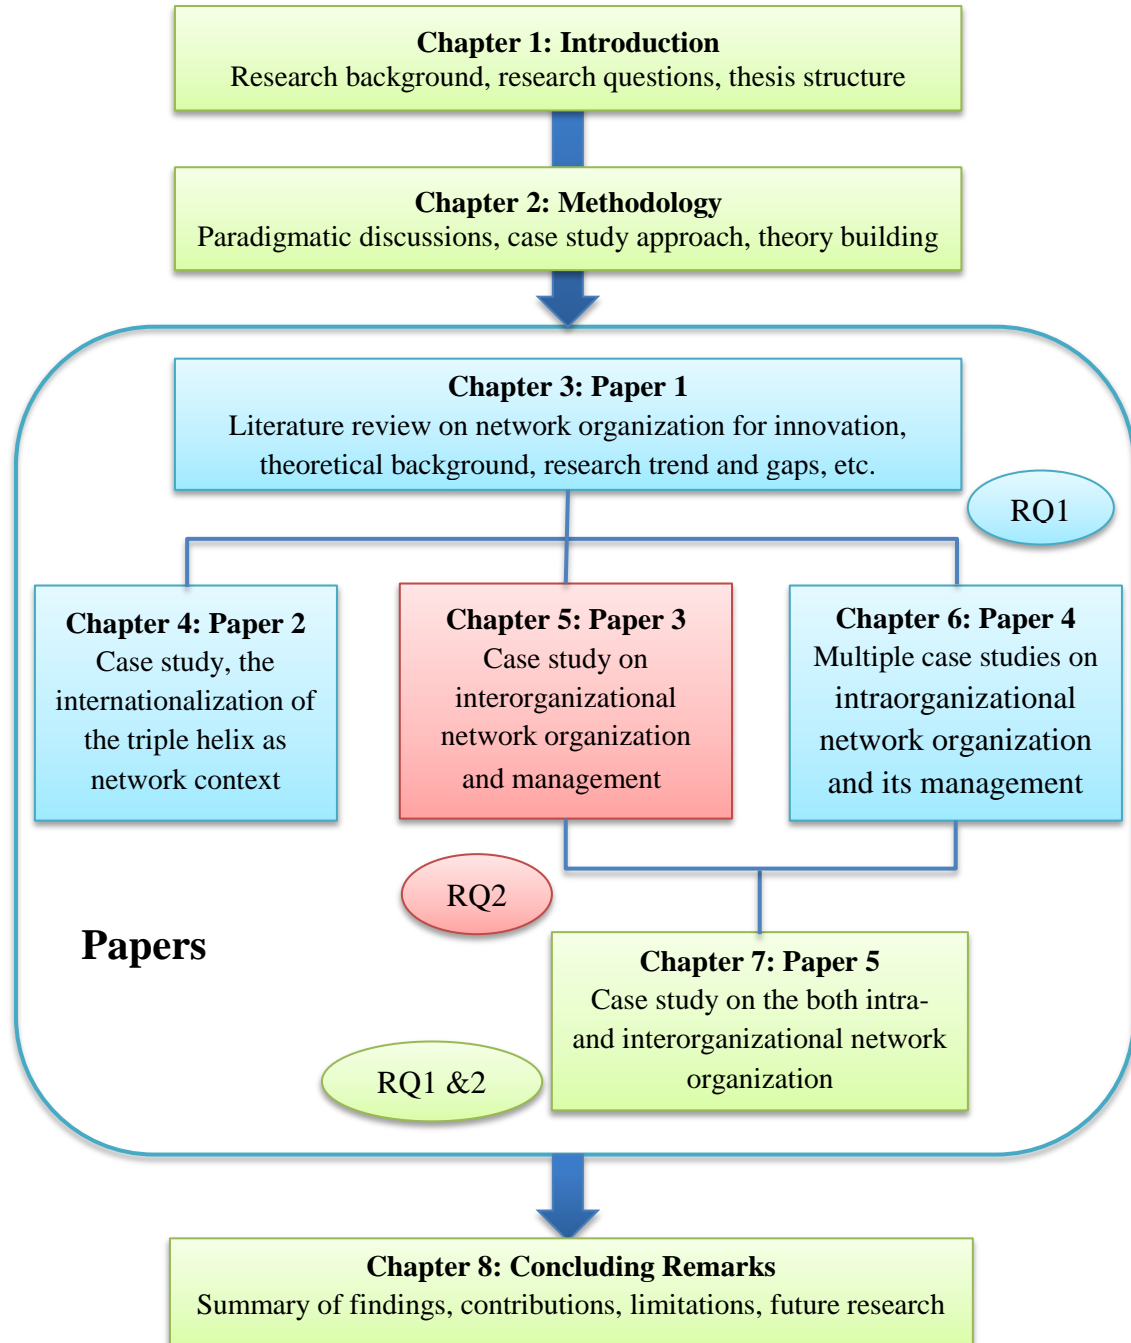 Chapter 1: Introduction
Research background, research questions, thesis structure
Chapter 2: Methodology
Paradigmatic discussions, case study approach, theory building
Chapter 3: Paper 1
Literature review on network organization for innovation,
theoretical background, research trend and gaps, etc.
RQ1
Chapter 4: Paper 2
Case study, the
internationalization of
the triple helix as
network context
Chapter 5: Paper 3
Case study on
interorganizational
network organization
and management
Chapter 6: Paper 4
Multiple case studies on
intraorganizational
network organization
and its management
RQ2
Papers
Chapter 7: Paper 5
Case study on the both intra-
and interorganizational network
organization
RQ1 &2
Chapter 8: Concluding Remarks
Summary of findings, contributions, limitations, future research